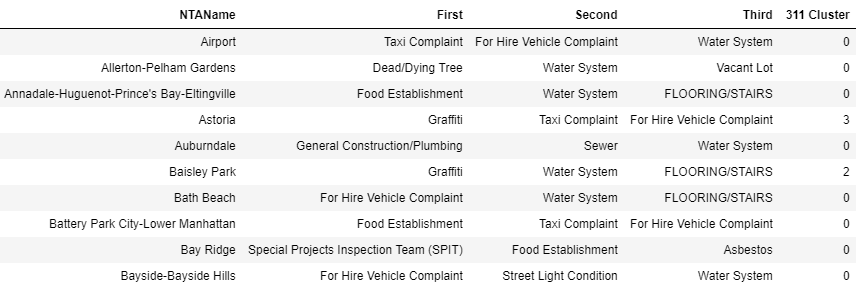 NTAName First Second Third 311 Cluster
Airport Taxi Complaint For Hire Vehicle Complaint Water System 0
Allerton-Pelham Gardens Dead/Dying Tree Water System Vacant Lot 0
Annadale-Huguenot-Prince's Bay-Eltingville Food Establishment Water System FLOORING/STAIRS 0
Astoria Graffiti Taxi Complaint For Hire Vehicle Complaint 3
Auburndale General Construction/Plumbing Sewer Water System 0
Baisley Park Graffiti Water System FLOORING/STAIRS 2
Bath Beach For Hire Vehicle Complaint Water System FLOORING/STAIRS 0
Battery Park City-Lower Manhattan Food Establishment Taxi Complaint For Hire Vehicle Complaint 0
Bay Ridge Special Projects Inspection Team (SPIT) Food Establishment Asbestos 0
Bayside-Bayside Hills For Hire Vehicle Complaint Street Light Condition Water System 0